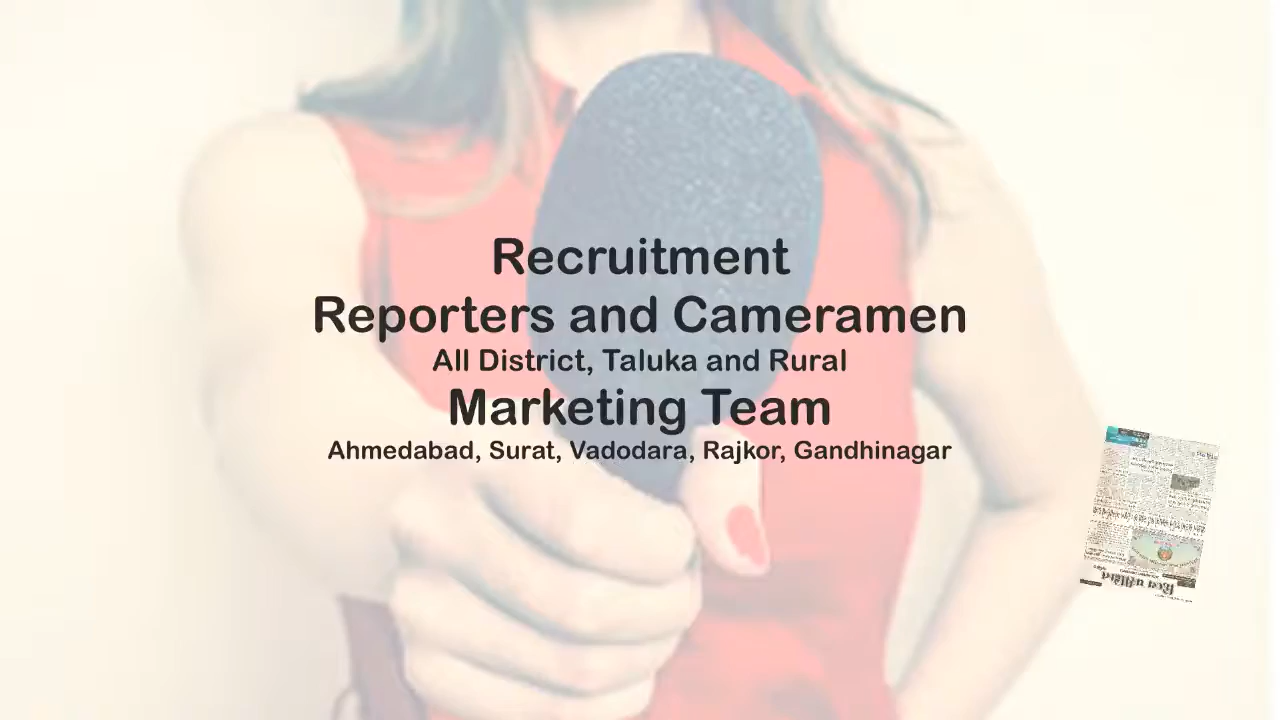 Recruitment
Reporters and Cameramen
All District, Taluka and Rural
Marketing Team
Ahmedabad, Surat, Vadodara, Rajkor, Gandhinagar